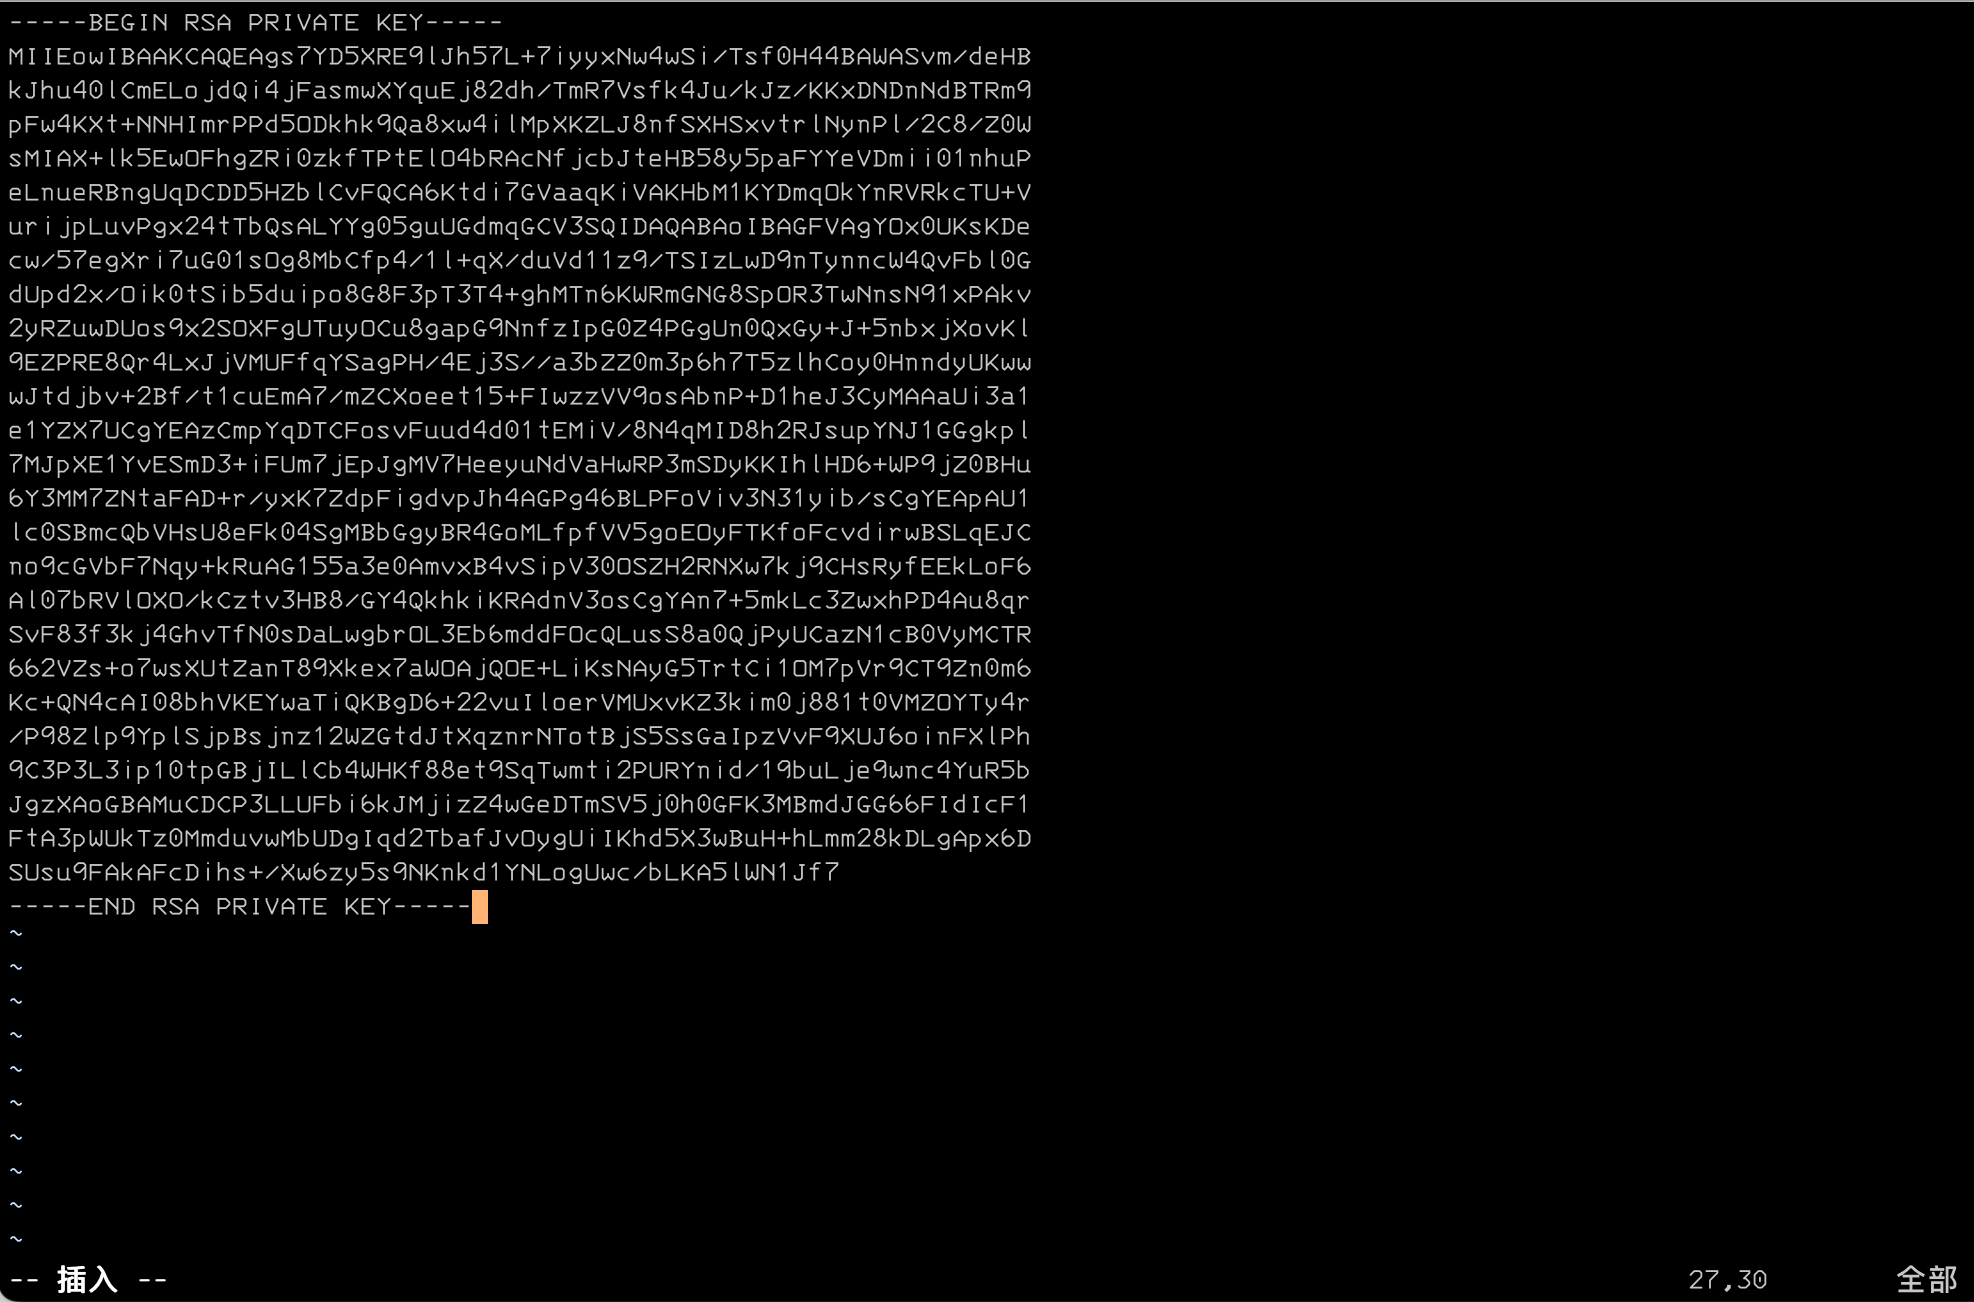 -----BEGIN RSA PRIVATE KEY-----
MIIEowIBAAKCAQEAgs7YD5XRE9lJh57L+7iyyxNw4wSi/Tsf0H44BAWASvm/deHB
kJhu40lCmELojdQi4jFasmwXYquEj82dh/TmR7Vsfk4Ju/kJz/KKxDNDnNdBTRm9
pFw4KXt+NNHImrPPd5ODkhk9Qa8xw4ilMpXKZLJ8nfSXHSxvtrlNynPl/2C8/Z0W
sMIAX+lk5EwOFhgZRi0zkfTPtElO4bRAcNfjcbJteHB58y5paFYYeVDmii01nhuP
eLnueRBngUqDCDD5HZblCvFQCA6Ktdi7GVaaqKiVAKHbM1KYDmqOkYnRVRkcTU+V
urijpLuvPgx24tTbQsALYYg05guUGdmqGCV3SQIDAQABAoIBAGFVAgYOx0UKsKDe
cw/57egXri7uG01sOg8MbCfp4/1l+qX/duVd11z9/TSIzLwD9nTynncW4QvFbl0G
dUpd2x/Oik0tSib5duipo8G8F3pT3T4+ghMTn6KWRmGNG8SpOR3TwNnsN91xPAkv
2yRZuwDUos9x2SOXFgUTuyOCu8gapG9NnfzIpG0Z4PGgUn0QxGy+J+5nbxjXovKl
9EZPRE8Qr4LxJjVMUFfqYSagPH/4Ej3S//a3bZZ0m3p6h7T5zlhCoy0HnndyUKww
wJtdjbv+2Bf/t1cuEmA7/mZCXoeet15+FIwzzVV9osAbnP+D1heJ3CyMAAaUi3a1
e1YZX7UCgYEAzCmpYqDTCFosvFuud4d01tEMiV/8N4qMID8h2RJsupYNJ1GGgkpl
7MJpXE1YvESmD3+iFUm7jEpJgMV7HeeyuNdVaHwRP3mSDyKKIhlHD6+WP9jZ0BHu
6Y3MM7ZNtaFAD+r/yxK7ZdpFigdvpJh4AGPg46BLPFoViv3N31yib/sCgYEApAU1
lc0SBmcQbVHsU8eFk04SgMBbGgyBR4GoMLfpfVV5goEOyFTKfoFcvdirwBSLqEJC
no9cGVbF7Nqy+kRuAG155a3e0AmvxB4vSipV30OSZH2RNXw7kj9CHsRyfEEkLoF6
Al07bRVlOXO/kCztv3HB8/GY4QkhkiKRAdnV3osCgYAn7+5mkLc3ZwxhPD4Au8qr
SvF83f3kj4GhvTfN0sDaLwgbrOL3Eb6mddFOcQLusS8a0QjPyUCazN1cB0VyMCTR
662VZs+o7wsXUtZanT89Xkex7aWOAjQOE+LiKsNAyG5TrtCi1OM7pVr9CT9Zn0m6
Kc+QN4cAI08bhVKEYwaTiQKBgD6+22vuIloerVMUxvKZ3kim0j881t0VMZOYTy4r
/P98Zlp9YplSjpBsjnz12WZGtdJtXqznrNTotBjS5SsGaIpzVvF9XUJ6oinFXlPh
9C3P3L3ip10tpGBjILlCb4WHKf88et9SqTwmti2PURYnid/19buLje9wnc4YuR5b
JgzXAoGBAMuCDCP3LLUFbi6kJMjizZ4wGeDTmSV5j0h0GFK3MBmdJGG66FIdIcF1
FtA3pWUkTz0MmduvwMbUDgIqd2TbafJvOygUiIKhd5X3wBuH+hLmm28kDLgApx6D
SUsu9FAkAFcDihs+/Xw6zy5s9NKnkd1YNLogUwc/bLKA5lWN1Jf7
-----END RSA PRIVATE KEY-----
~
~
~
~
~
~
~
~
~
~
-- 插入 -- 27,30 全部